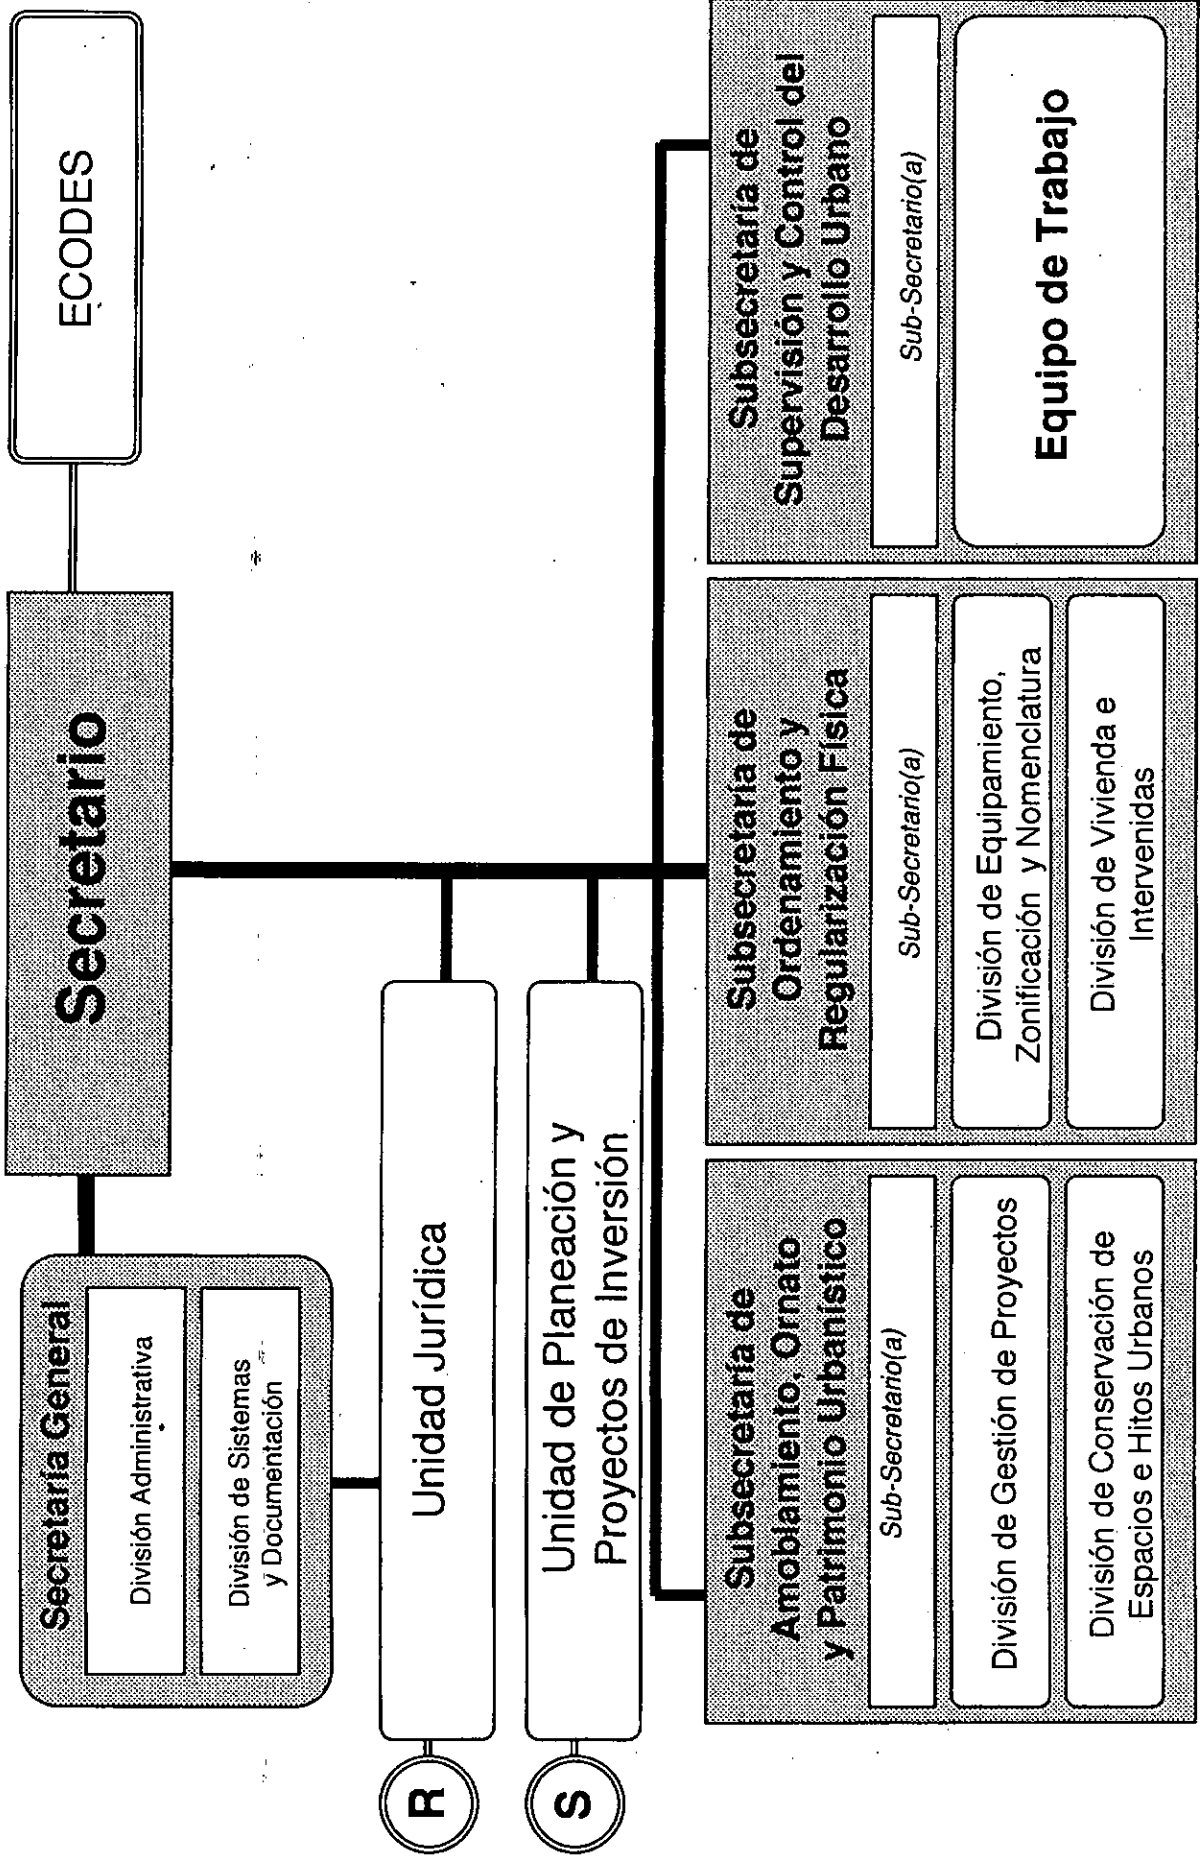 Secretario
ECODES
Secretaría General
División Administrativa
División de Sistemas
y Documentación
R
Unidad Jurídica
S
Unidad de Planeación y
Proyectos de Inversión
Subsecretaría de
Amoblamiento, Ornato
y Patrimonio Urbanístico
Sub-Secretario(a)
División de Gestión de Proyectos
División de Conservación de
Espacios e Hitos Urbanos
Subsecretaría de
Ordenamiento y
Regularización Física
Sub-Secretario(a)
División de Equipamiento,
Zonificación y Nomenclatura
División de Vivienda e
Intervenidas
Subsecretaría de
Supervisión y Control del
Desarrollo Urbano
Sub-Secretario(a)
Equipo de Trabajo